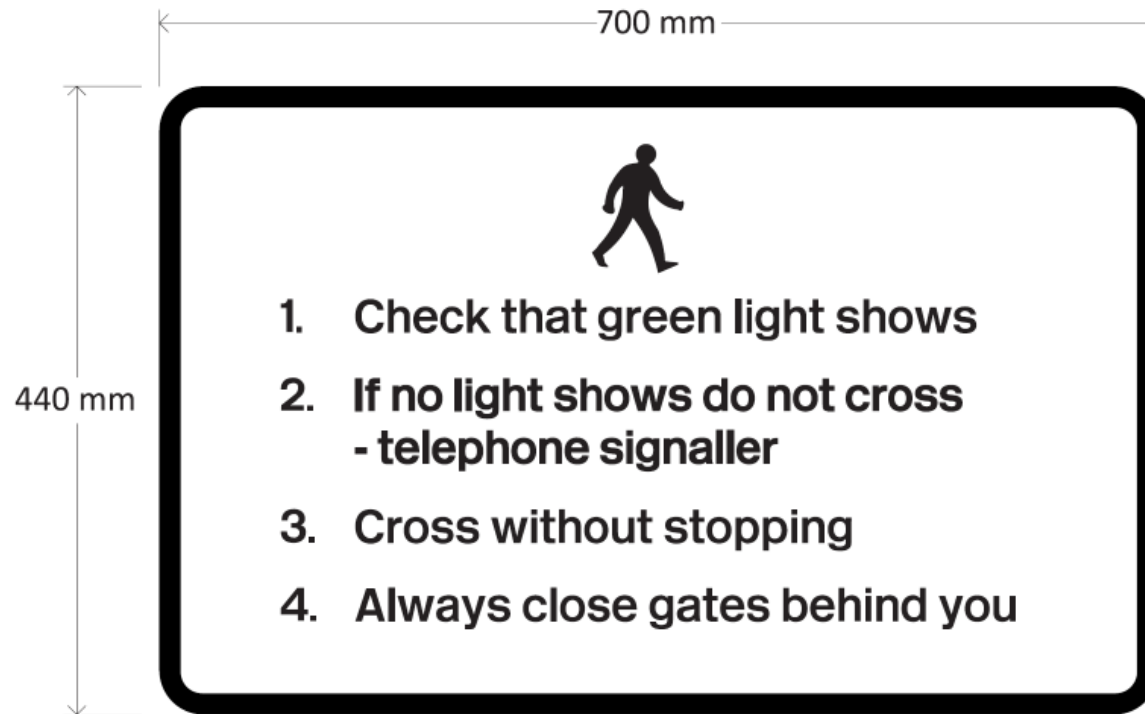 700 mm
440 mm
1. Check that green light shows
2. If no light shows do not cross
- telephone signaller
3. Cross without stopping
4. Always close gates behind you